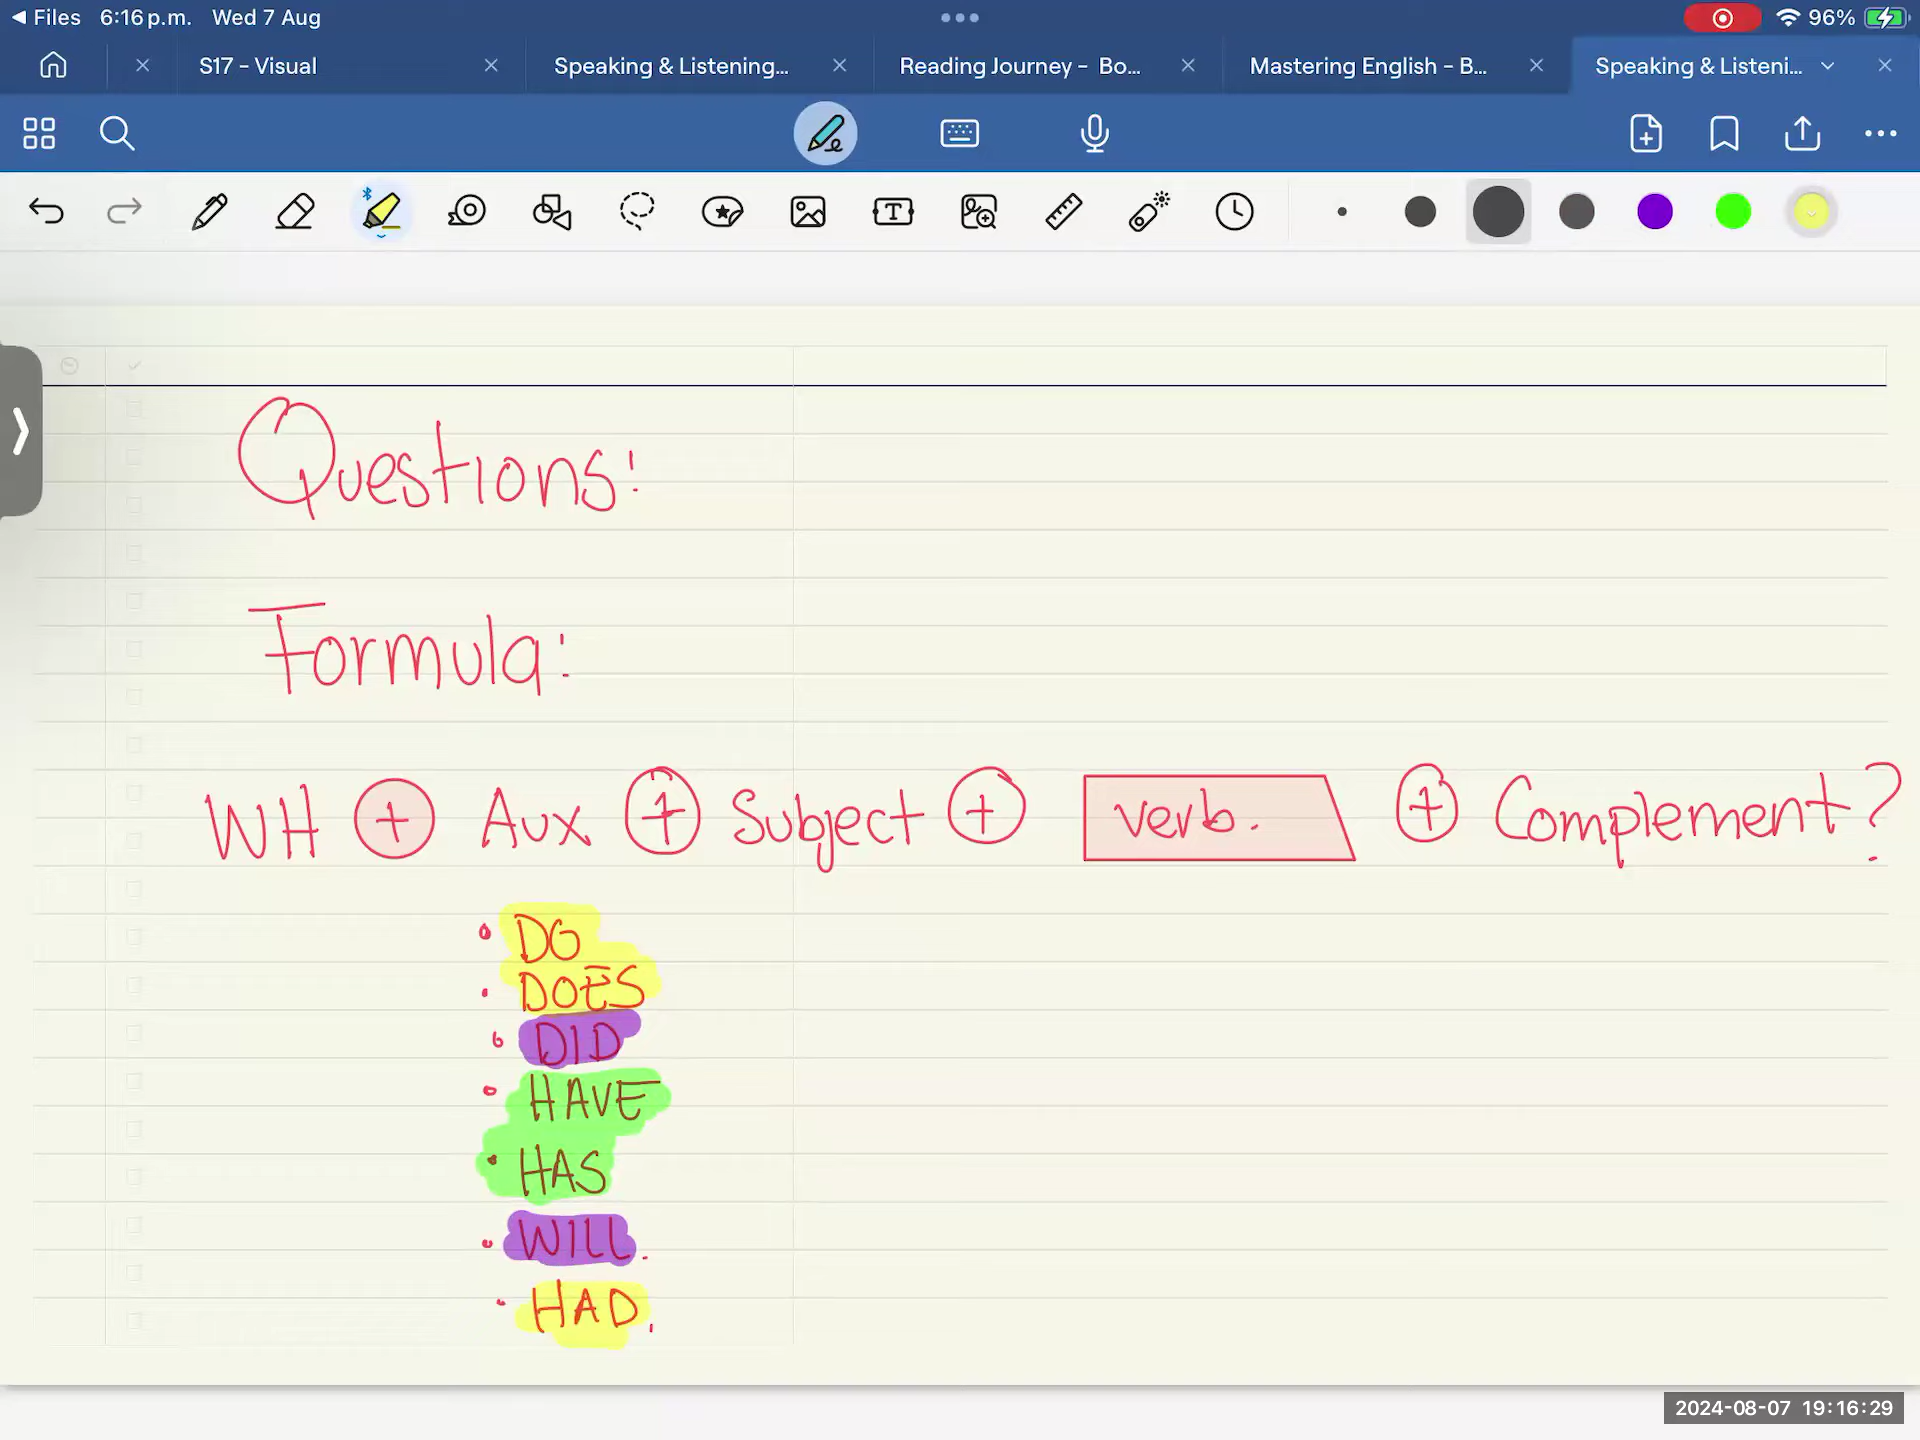 Files 6:16 p.m. Wed 7 Aug 96%
S17 - Visual Speaking & Listening... Reading Journey - Bo... Mastering English - B... Speaking & Listeni...
Questions:
Formula:
WH + Aux + Subject + verb. + Complement?
• DO
• DOES
• DID
• HAVE
• HAS
• WILL.
• HAD.
2024-08-07 19:16:29